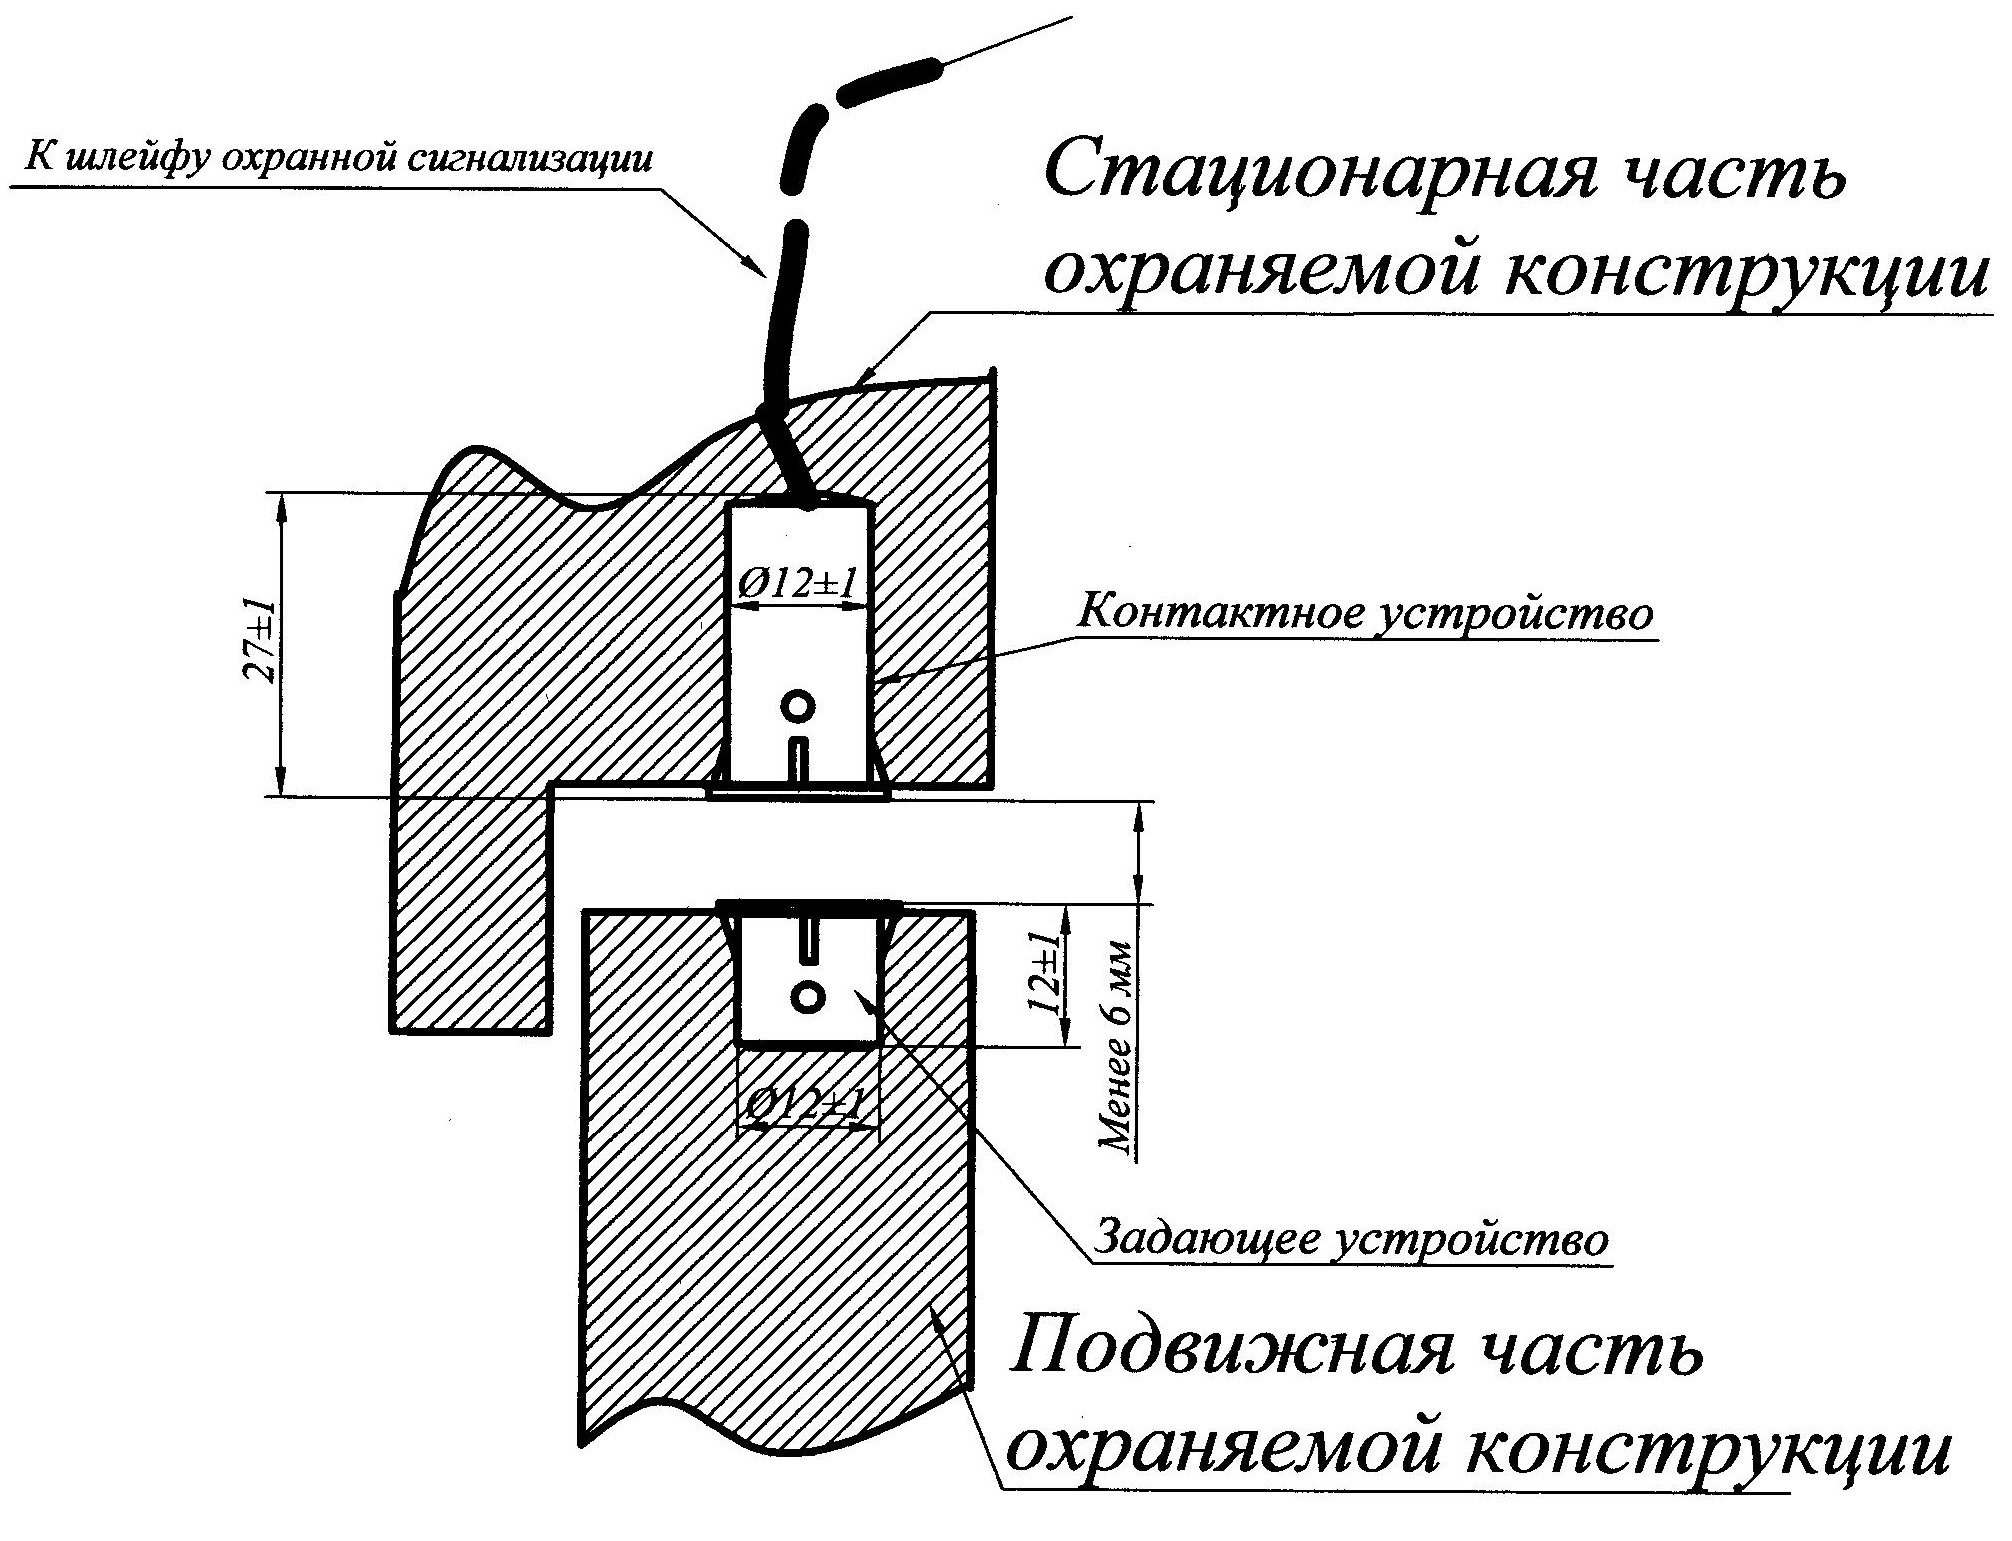 К шлейфу охранной сигнализации
Стационарная часть
охраняемой конструкции
27±1
Ø12±1
Контактное устройство
12±1
Менее 6 мм
Ø12±1
Задающее устройство
Подвижная часть
охраняемой конструкции